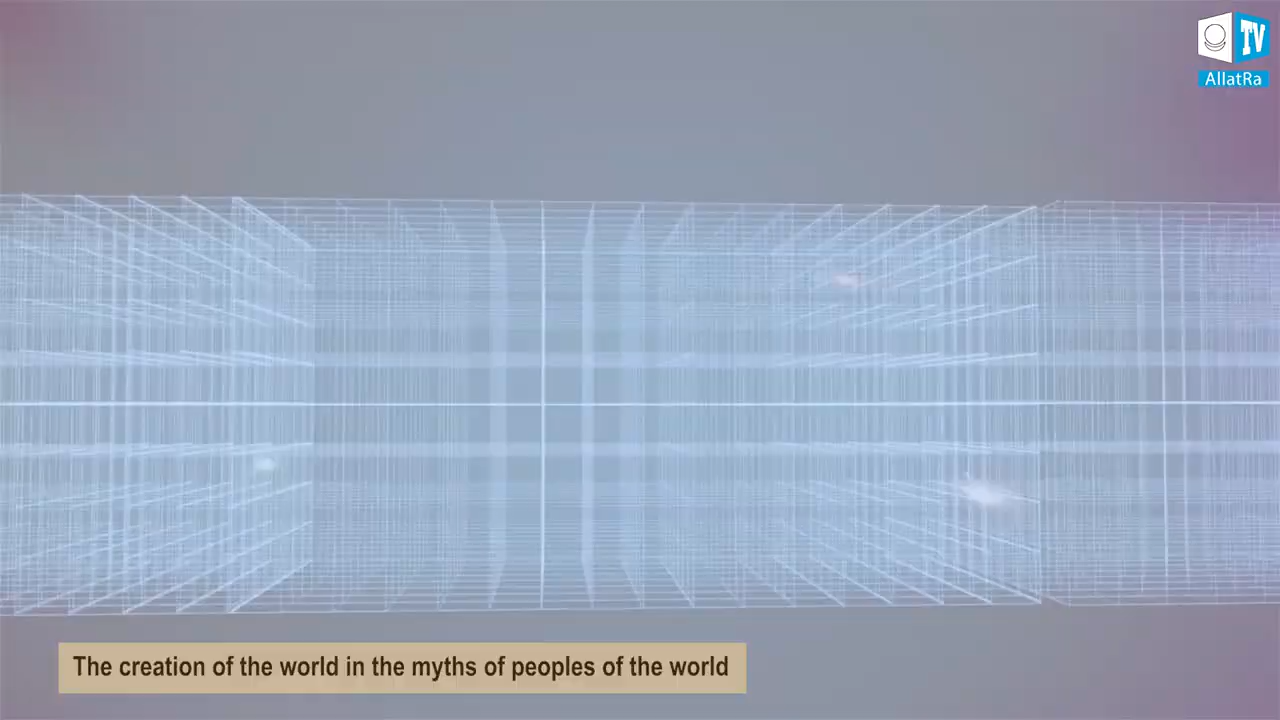 TV
AllatRa
The creation of the world in the myths of peoples of the world